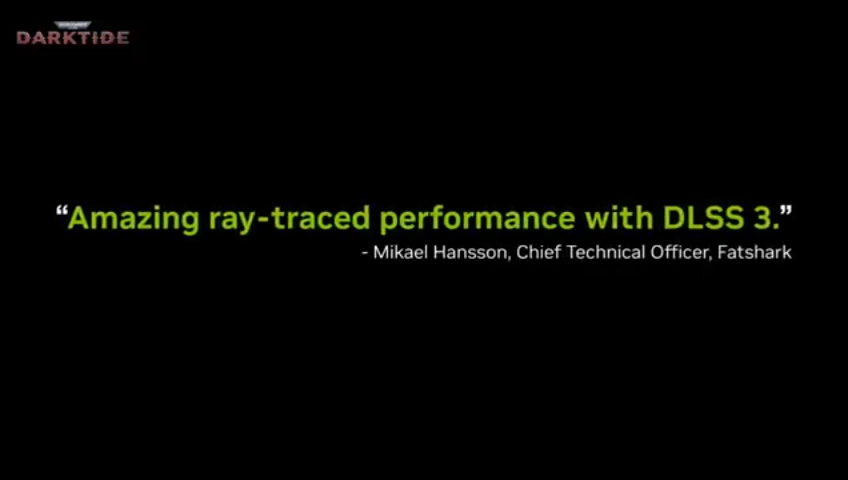 DARKTIDE
“Amazing ray-traced performance with DLSS 3.”
- Mikael Hansson, Chief Technical Officer, Fatshark